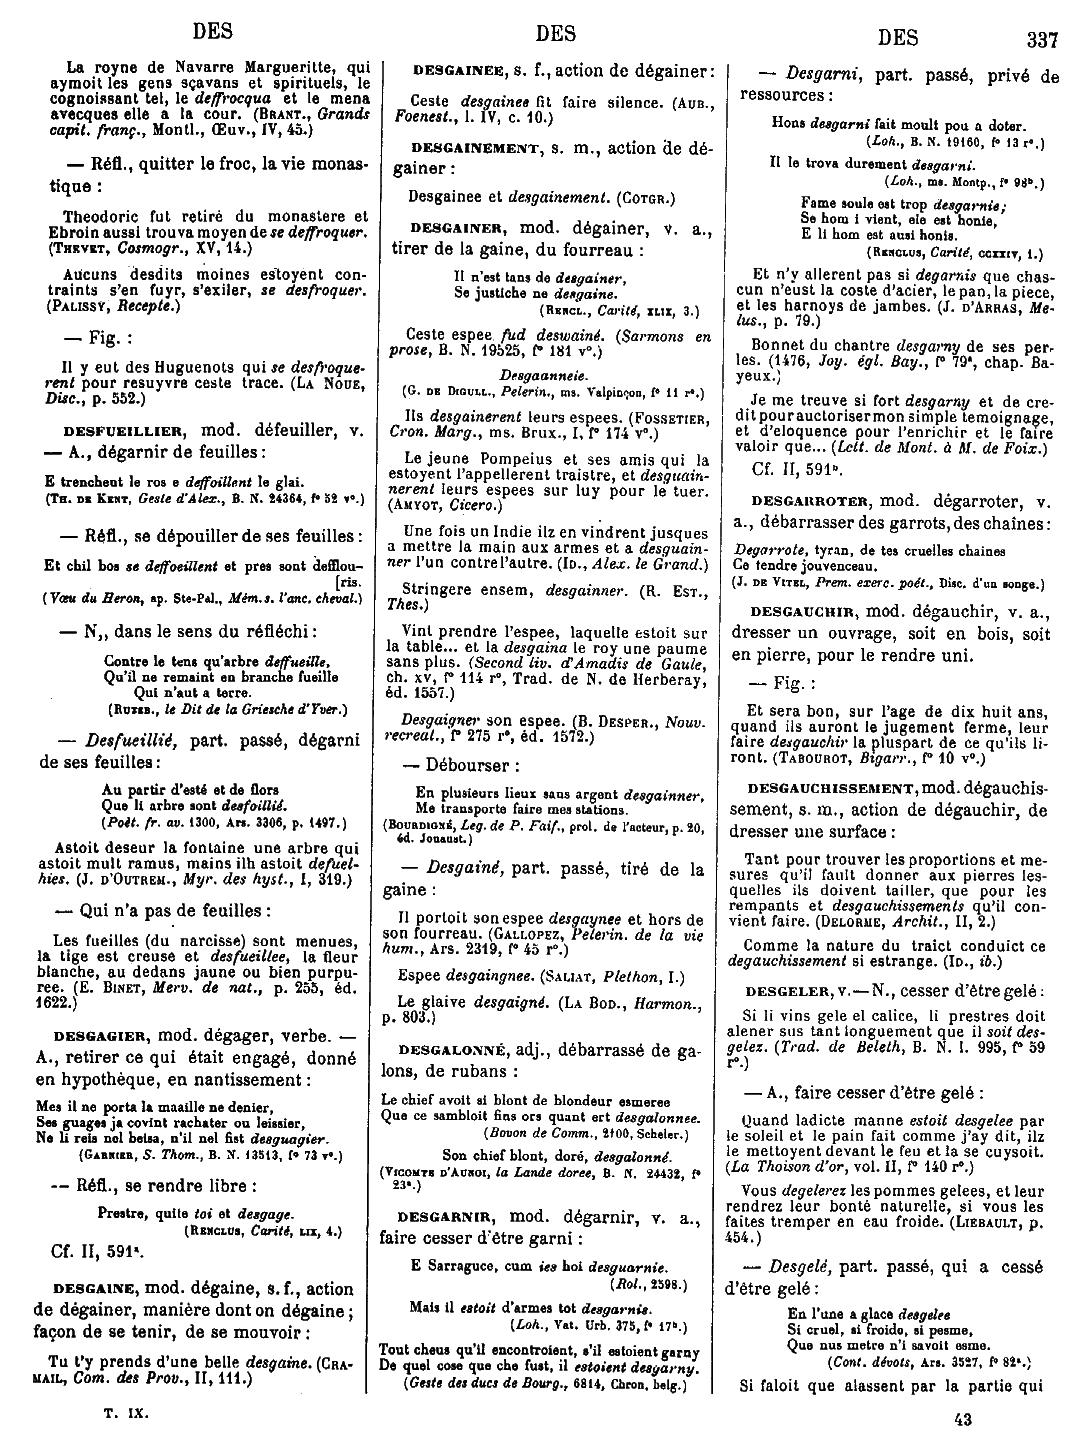 DES
DES
DES
337
La royne de Navarre Margueritte, qui
aymoit les gens sçavans et spirituels, le
cognoissant tel, le deffrocqua et le mena
avecques elle a la cour. (BRANT., Grands
capit. franç., Montl., Œuv., IV, 45.)
— Réfl., quitter le froc, la vie monas-
tique :
Theodoric fut retiré du monastere et
Ebroin aussi trouva moyen de se deffroquer.
(THEVET, Cosmogr., XV, 14.)
Aucuns desdits moines estoyent con-
traints s'en fuyr, s'exiler, se desfroquer.
(PALISSY, Recepte.)
— Fig. :
Il y eut des Huguenots qui se desfroque-
rent pour resuyvre ceste trace. (LA NOUE,
Disc., p. 552.)
DESFUEILLIER, mod. défeuiller, v.
— A., dégarnir de feuilles :
E trencheut le ros e deffoillent le glai.
(TH. DE KENT, Geste d'Alex., B. N. 24364, f° 52 v°.)
— Réfl., se dépouiller de ses feuilles :
Et chil bos se deffoeillent et pres sont defflou-
[ris.
(Vœu du Heron, ap. Ste-Pal., Mém. s. l'anc. cheval.)
— N,, dans le sens du réfléchi :
Contre le tens qu'arbre deffueille,
Qu'il ne remaint en branche fueille
Qui n'aut a terre.
(RUTEB., le Dit de la Griesche d'Yver.)
— Desfueillié, part. passé, dégarni
de ses feuilles :
Au partir d'esté et de flors
Que li arbre sont desfoillié.
(Poët. fr. av. 1300, Ars. 3306, p. 1497.)
Astoit deseur la fontaine une arbre qui
astoit mult ramus, mains ilh astoit defuel-
hies. (J. D'OUTREM., Myr. des hyst., I, 319.)
— Qui n'a pas de feuilles :
Les fueilles (du narcisse) sont menues,
la tige est creuse et desfueillee, la fleur
blanche, au dedans jaune ou bien purpu-
ree. (E. BINET, Merv. de nat., p. 255, éd.
1622.)
DESGAGIER, mod. dégager, verbe. —
A., retirer ce qui était engagé, donné
en hypothèque, en nantissement :
Mes il ne porta la maaille ne denier,
Ses guages ja covint rachater ou leissier,
Ne li reis nel beisa, n'il nel fist desguagier.
(GARNIER, S. Thom., B. N. 13513, f° 73 v°.)
-- Réfl., se rendre libre :
Prestre, quite toi et desgage.
(RENCLUS, Carité, LIX, 4.)
Cf. II, 591ᵃ.
DESGAINE, mod. dégaine, s. f., action
de dégainer, manière dont on dégaine ;
façon de se tenir, de se mouvoir :
Tu t'y prends d'une belle desgaine. (CRA-
MAIL, Com. des Prov., II, 111.)
T. IX.
DESGAINEE, s. f., action de dégainer :
Ceste desgainee fit faire silence. (AUB.,
Foenest., l. IV, c. 10.)
DESGAINEMENT, s. m., action de dé-
gainer :
Desgainee et desgainement. (COTGR.)
DESGAINER, mod. dégainer, v. a.,
tirer de la gaine, du fourreau :
Il n'est tans de desgainer,
Se justiche ne desgaine.
(RENCL., Carité, XLIX, 3.)
Ceste espee fud deswainé. (Sarmons en
prose, B. N. 19525, f° 181 v°.)
Desgaanneie.
(G. DE DIGULL., Pelerin., ms. Valpinçon, f° 11 r°.)
Ils desgainerent leurs espees. (FOSSETIER,
Cron. Marg., ms. Brux., I, f° 174 v°.)
Le jeune Pompeius et ses amis qui la
estoyent l'appellerent traistre, et desguain-
nerent leurs espees sur luy pour le tuer.
(AMYOT, Cicero.)
Une fois un Indie ilz en vindrent jusques
a mettre la main aux armes et a desguain-
ner l'un contre l'autre. (ID., Alex. le Grand.)
Stringere ensem, desgainner. (R. EST.,
Thes.)
Vint prendre l'espee, laquelle estoit sur
la table... et la desgaina le roy une paume
sans plus. (Second liv. d'Amadis de Gaule,
ch. XV, f° 114 r°, Trad. de N. de Herberay,
éd. 1557.)
Desgaigner son espee. (B. DESPER., Nouv.
recreat., f° 275 r°, éd. 1572.)
— Débourser :
En plusieurs lieux sans argent desgainner,
Me transporte faire mes stations.
(BOURDIGNÉ, Leg. de P. Faif., prol. de l'acteur, p. 20,
éd. Jouaust.)
— Desgainé, part. passé, tiré de la
gaine :
Il portoit son espee desgaynee et hors de
son fourreau. (GALLOPEZ, Pelerin. de la vie
hum., Ars. 2319, f° 45 r°.)
Espee desgaingnee. (SALIAT, Plethon, I.)
Le glaive desgaigné. (LA BOD., Harmon.,
p. 803.)
DESGALONNÉ, adj., débarrassé de ga-
lons, de rubans :
Le chief avoit si blont de blondeur esmeree
Que ce sambloit fins ors quant ert desgalonnee.
(Bovon de Comm., 2100, Scheler.)
Son chief blont, doré, desgalonné.
(VICOMTE D'AUNOI, la Lande doree, B. N. 24432, f°
23ᵃ.)
DESGARNIR, mod. dégarnir, v. a.,
faire cesser d'être garni :
E Sarraguce, cum ies hoi desguarnie.
(Rol., 2598.)
Mais il estoit d'armes tot desgarnis.
(Loh., Vat. Urb. 375, f° 17ᵇ.)
Tout cheus qu'il encontroient, s'il estoient garny
De quel cose que che fust, il estoient desgarny.
(Geste des ducs de Bourg., 6814, Chron. belg.)
— Desgarni, part. passé, privé de
ressources :
Hons desgarni fait moult pou a doter.
(Loh., B. N. 19160, f° 13 r°.)
Il le trova durement desgarni.
(Loh., ms. Montp., f° 98ᵇ.)
Fame soule est trop desgarnie;
Se hom i vient, ele est honie,
E li hom est ausi honis.
(RENCLUS, Carité, CCXXIV, 1.)
Et n'y allerent pas si degarnis que chas-
cun n'eust la coste d'acier, le pan, la piece,
et les harnoys de jambes. (J. D'ARRAS, Me-
lus., p. 79.)
Bonnet du chantre desgarny de ses per-
les. (1476, Joy. égl. Bay., f° 79ᵃ, chap. Ba-
yeux.)
Je me treuve si fort desgarny et de cre-
dit pour auctoriser mon simple temoignage,
et d'eloquence pour l'enrichir et le faire
valoir que... (Lett. de Mont. à M. de Foix.)
Cf. II, 591ᵇ.
DESGARROTER, mod. dégarroter, v.
a., débarrasser des garrots, des chaînes :
Degarrote, tyran, de tes cruelles chaines
Ce tendre jouvenceau.
(J. DE VITEL, Prem. exerc. poét., Disc. d'un songe.)
DESGAUCHIR, mod. dégauchir, v. a.,
dresser un ouvrage, soit en bois, soit
en pierre, pour le rendre uni.
— Fig. :
Et sera bon, sur l'age de dix huit ans,
quand ils auront le jugement ferme, leur
faire desgauchir la pluspart de ce qu'ils li-
ront. (TABOUROT, Bigarr., f° 10 v°.)
DESGAUCHISSEMENT, mod. dégauchis-
sement, s. m., action de dégauchir, de
dresser une surface :
Tant pour trouver les proportions et me-
sures qu'il fault donner aux pierres les-
quelles ils doivent tailler, que pour les
rempants et desgauchissements qu'il con-
vient faire. (DELORME, Archit., II, 2.)
Comme la nature du traict conduict ce
degauchissement si estrange. (ID., ib.)
DESGELER, v. — N., cesser d'être gelé :
Si li vins gele el calice, li prestres doit
alener sus tant longuement que il soit des-
gelez. (Trad. de Beleth, B. N. l. 995, f° 59
r°.)
— A., faire cesser d'être gelé :
Quand ladicte manne estoit desgelee par
le soleil et le pain fait comme j'ay dit, ilz
le mettoyent devant le feu et la se cuysoit.
(La Thoison d'or, vol. II, f° 140 r°.)
Vous degelerez les pommes gelees, et leur
rendrez leur bonté naturelle, si vous les
faites tremper en eau froide. (LIEBAULT, p.
454.)
— Desgelé, part. passé, qui a cessé
d'être gelé :
En l'une a glace desgelee
Si cruel, si froide, si pesme,
Que nus metre n'i savoit esme.
(Cont. dévots, Ars. 3527, f° 82ᵃ.)
Si faloit que alassent par la partie qui
43